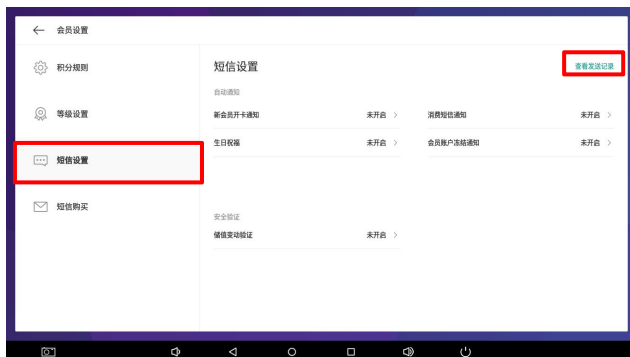 会员设置
积分规则
等级设置
短信设置
短信购买
短信设置
查看发送记录
自动通知
新会员开卡通知 未开启
消费短信通知 未开启
生日祝福 未开启
会员账户冻结通知 未开启
安全验证
储值变动验证 未开启